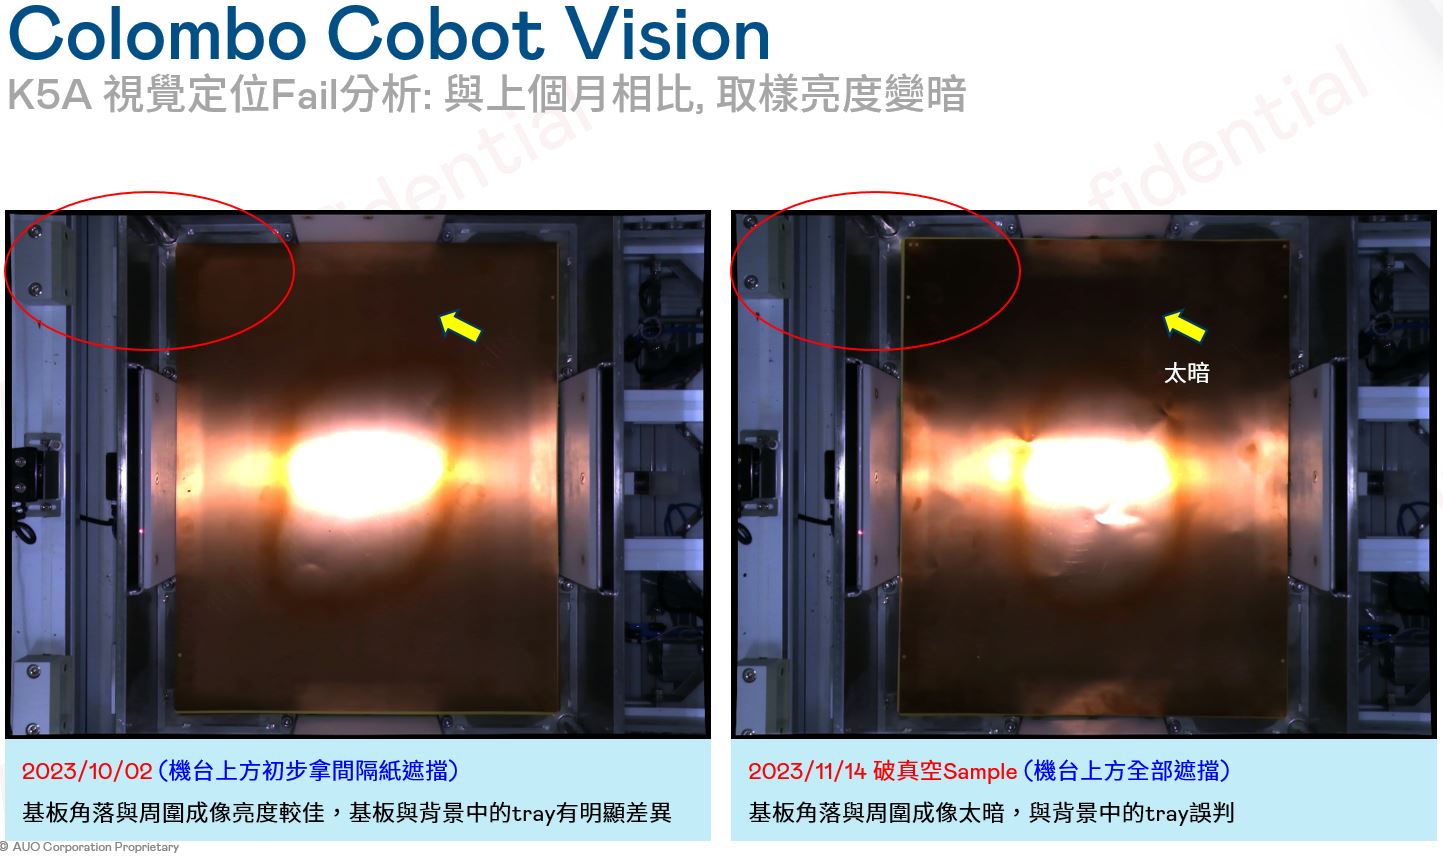 Colombo Cobot Vision
K5A 視覺定位Fail分析: 與上個月相比, 取樣亮度變暗
fidential
fidential
太暗
2023/10/02 (機台上方初步拿間隔紙遮擋)
基板角落與周圍成像亮度較佳，基板與背景中的tray有明顯差異
2023/11/14 破真空Sample (機台上方全部遮擋)
基板角落與周圍成像太暗，與背景中的tray誤判
© AUO Corporation Proprietary